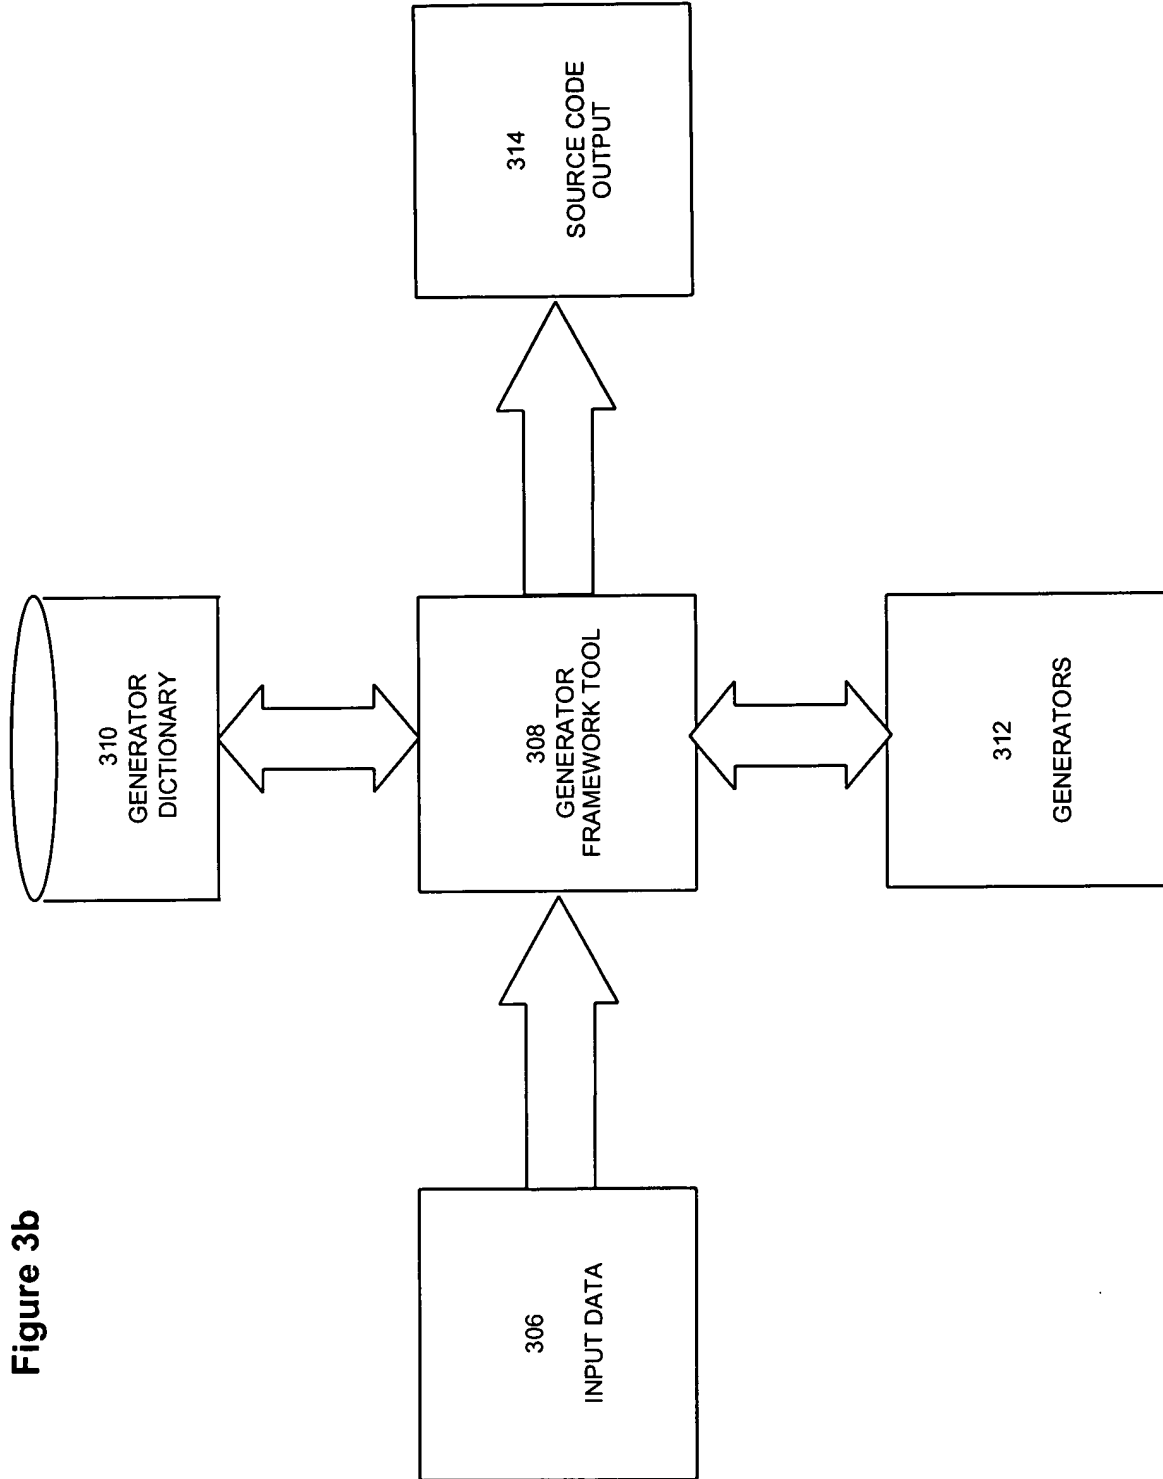 Figure 3b
310
GENERATOR
DICTIONARY
306
INPUT DATA
308
GENERATOR
FRAMEWORK TOOL
314
SOURCE CODE
OUTPUT
312
GENERATORS